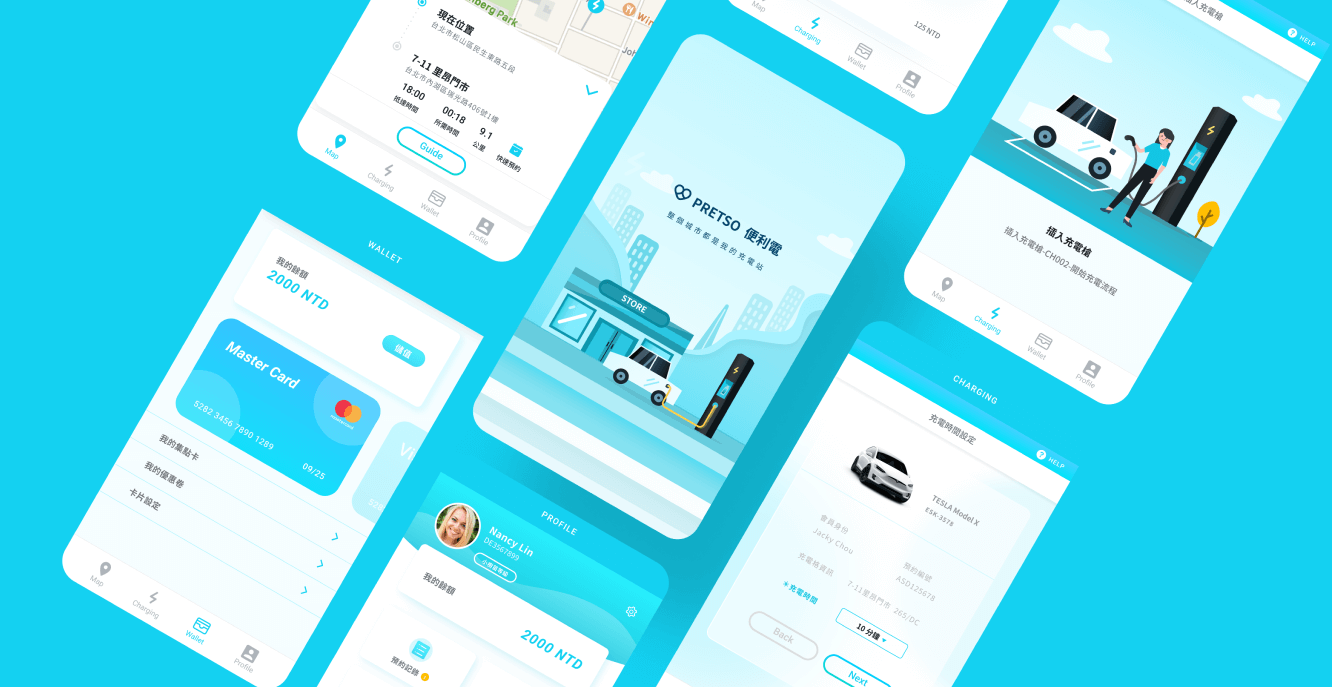 berg Park
Win
現在位置
台北市松山區民生東路五段
7-11 里昂門市
台北市內湖區瑞光路406號1樓
18:00
抵達時間
00:18
所需時間
9.1
公里
快速預約
Guide
Map
Charging
Wallet
Profile
125 NTD
Map
Charging
Wallet
Profile
插入充電槍
HELP
插入充電槍
插入充電槍-CH002-開始充電流程
Map
Charging
Wallet
Profile
PRETSO 便利電
整個城市都是我的充電站
STORE
WALLET
我的餘額
2000 NTD
儲值
Master Card
5282 3456 7890 1289
09/25
我的集點卡
我的優惠卷
卡片設定
Map
Charging
Wallet
Profile
PROFILE
Nancy Lin
DE3567899
我的餘額
2000 NTD
預約記錄
CHARGING
充電時間設定
HELP
TESLA Model X
ESK-3578
會員身份
Jacky Chou
預約編號
ASD125678
充電格資訊
7-11里昂門市 265/DC
充電時間
10 分鐘
Back
Next